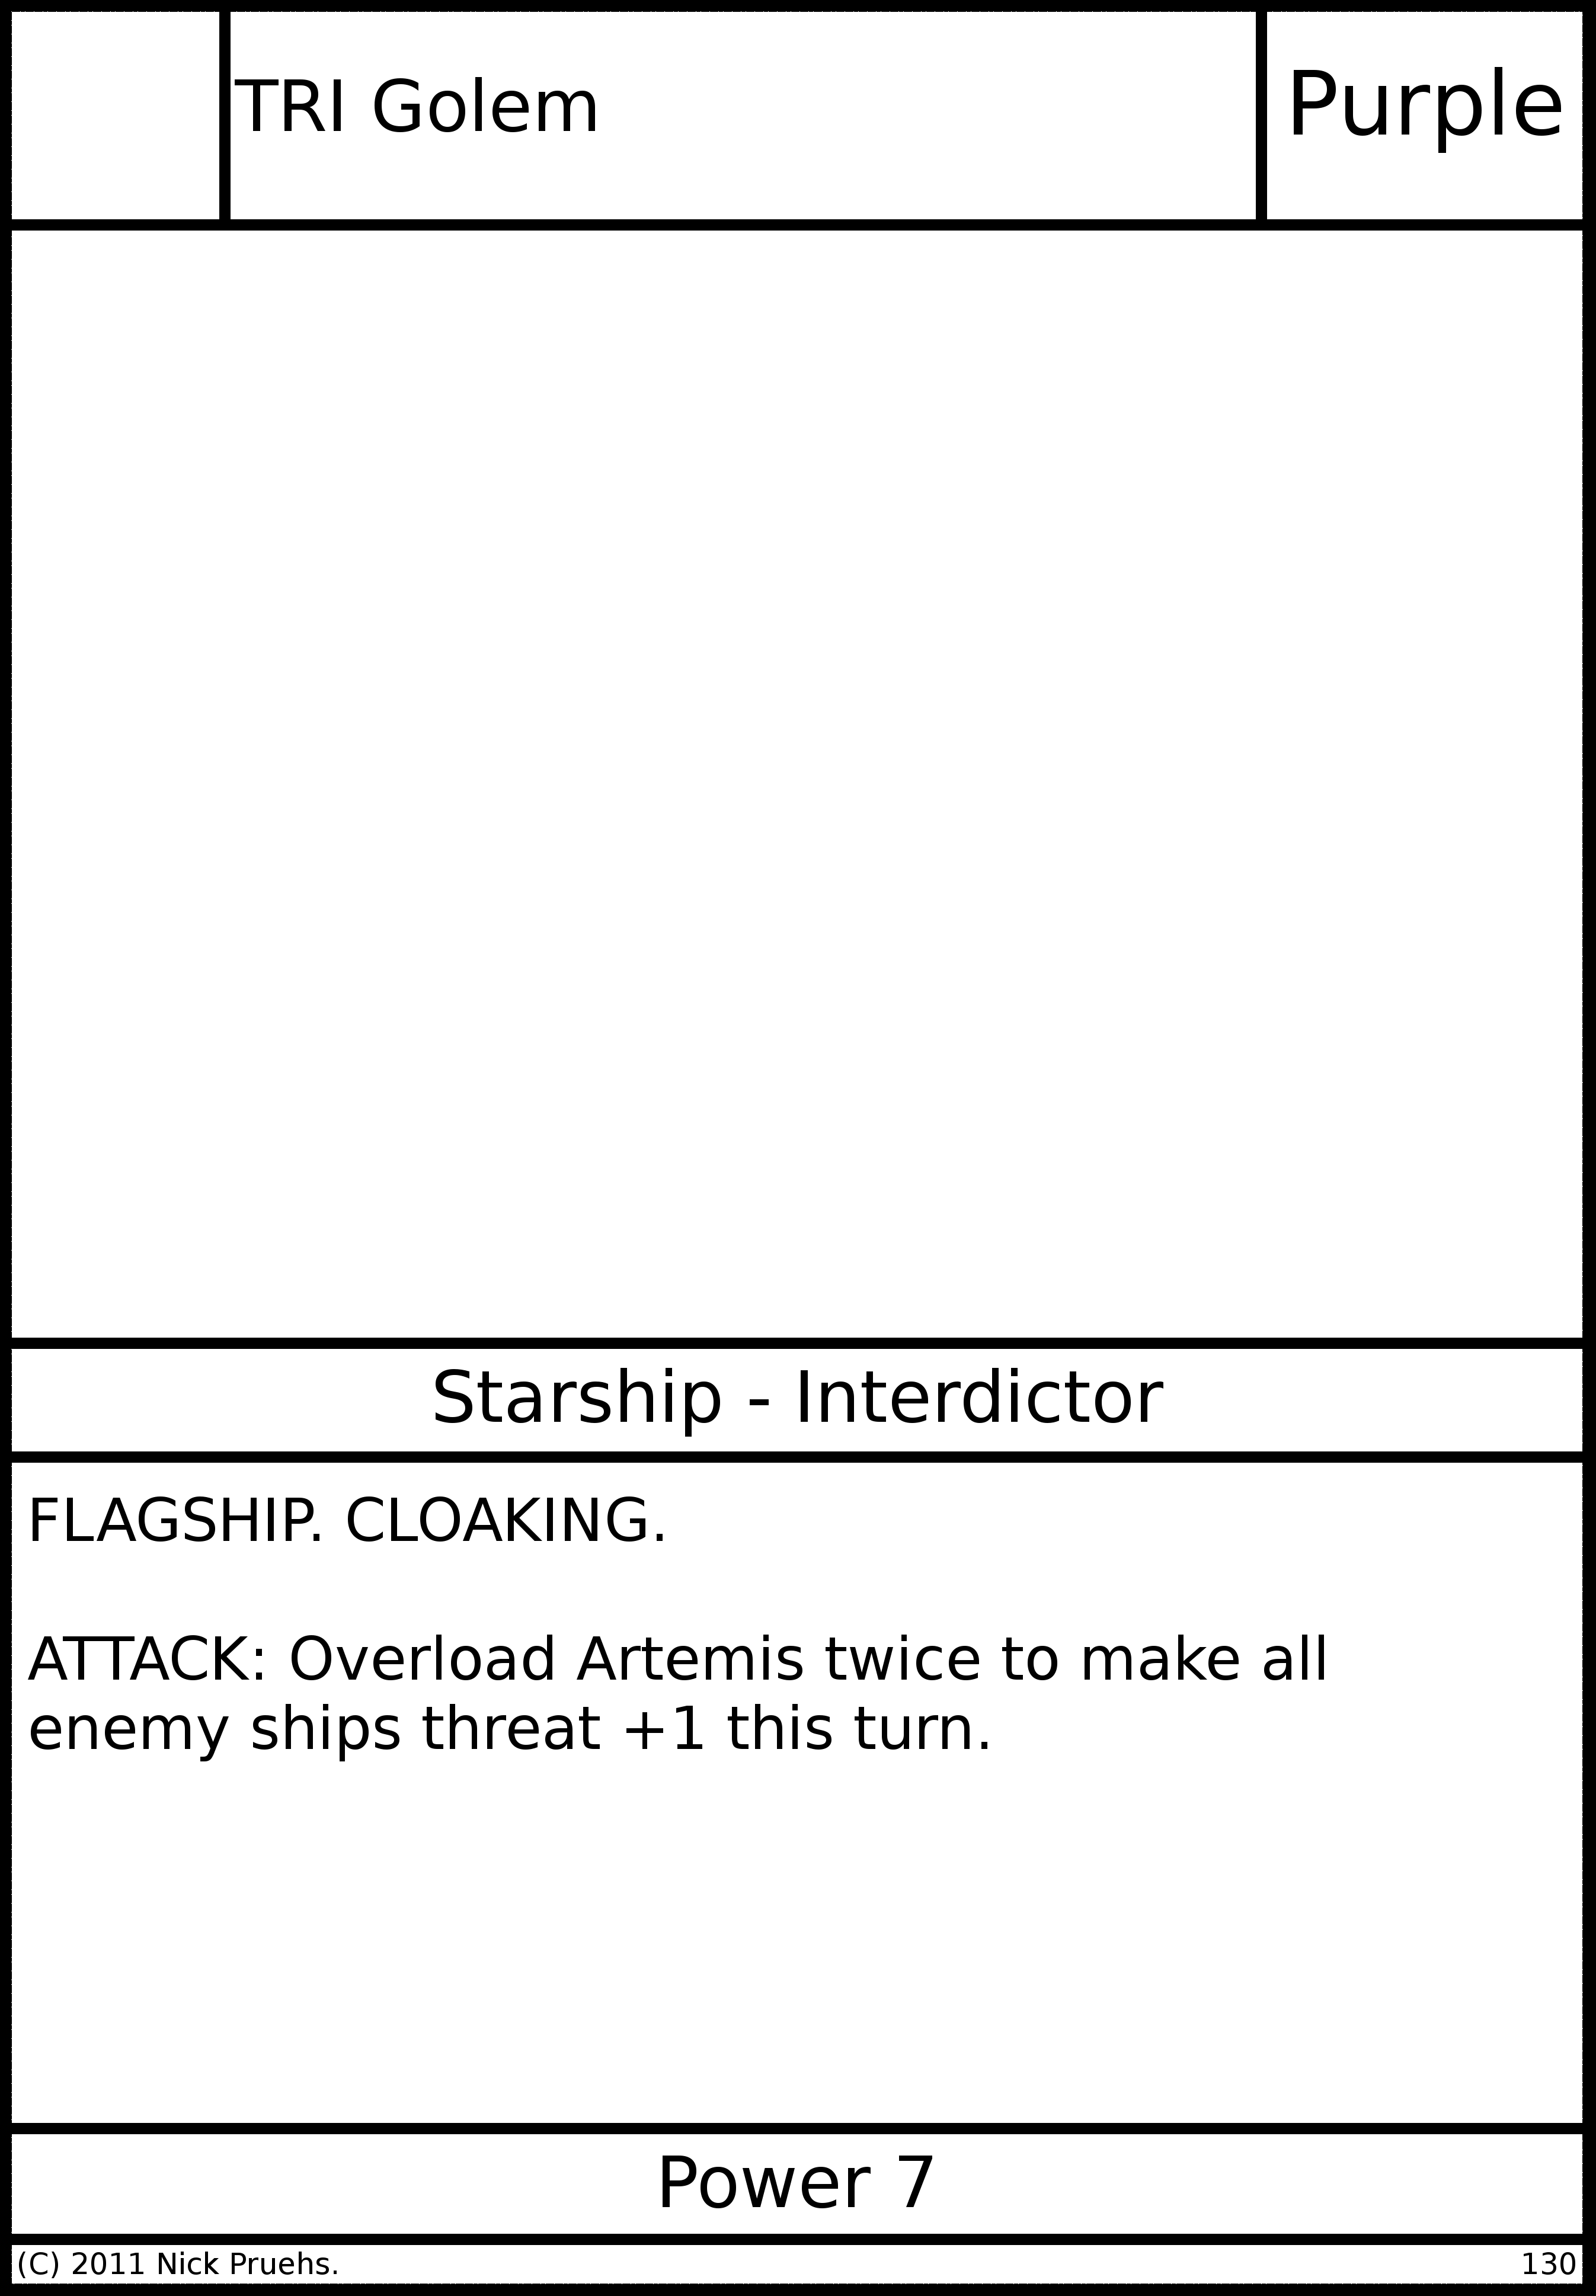 TRI Golem
Purple
Starship - Interdictor
FLAGSHIP. CLOAKING.
ATTACK: Overload Artemis twice to make all
enemy ships threat +1 this turn.
Power 7
(C) 2011 Nick Pruehs.
130